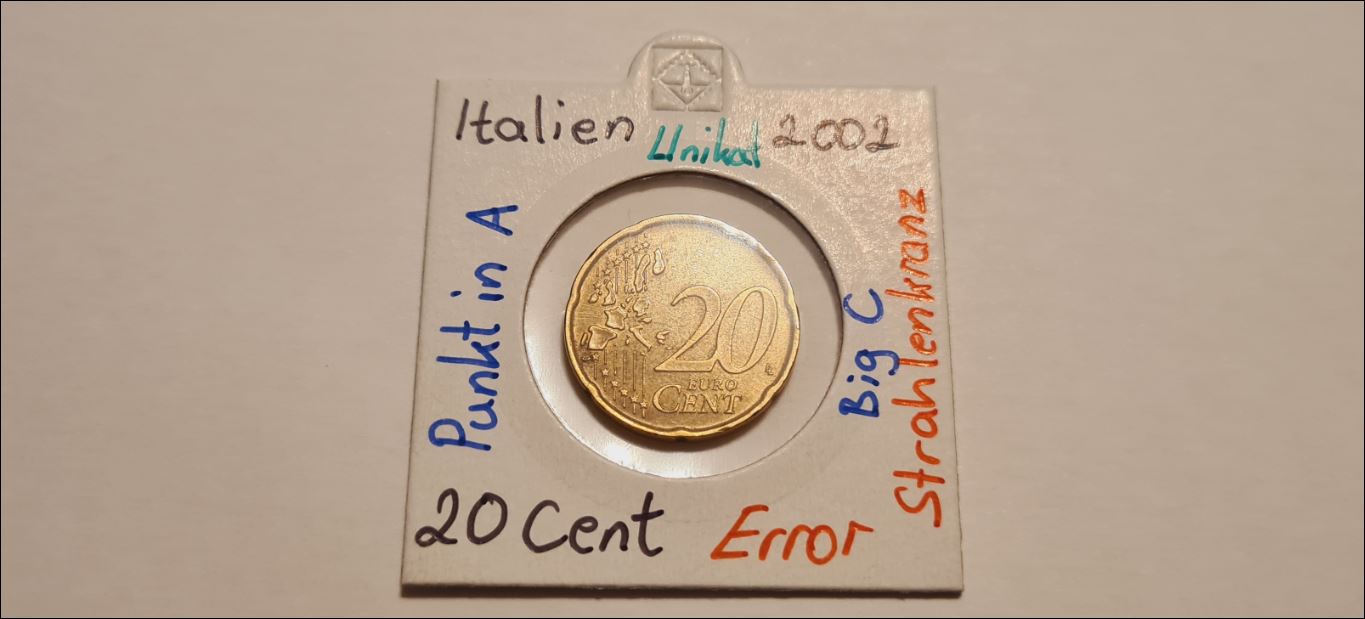 Italien
Unikat
2002
Punkt in A
20
EURO
CENT
Big C
Strahlenkranz
20 Cent
Error